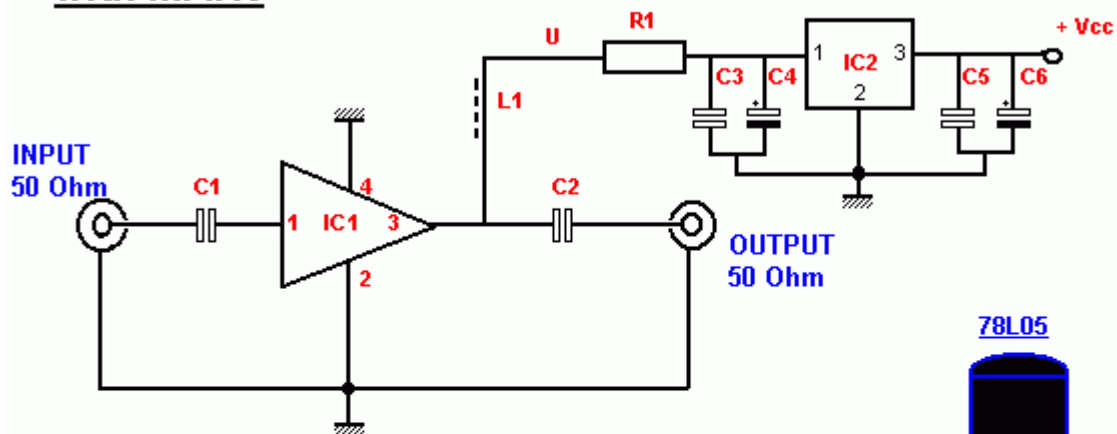 R1
+ Vcc
U
1
IC2
3
C3
C4
C5
C6
2
L1
INPUT
50 Ohm
C1
4
C2
1
IC1
3
2
OUTPUT
50 Ohm
78L05